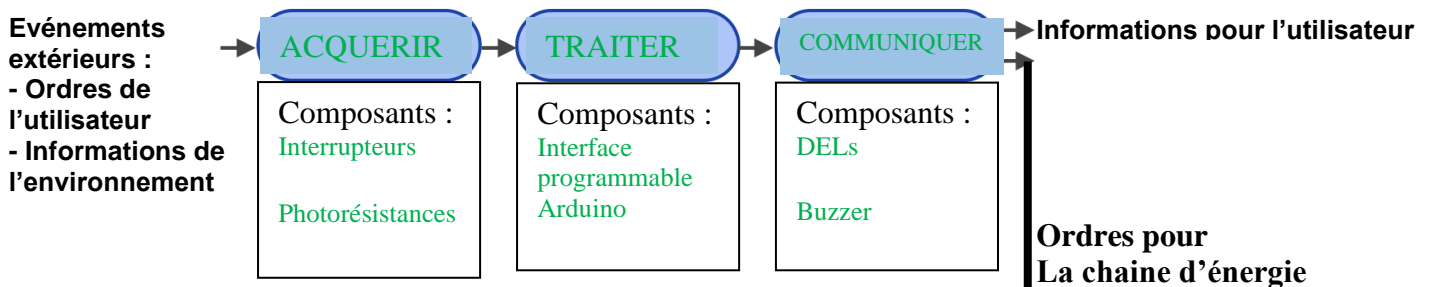 Evénements
extérieurs :
- Ordres de
l’utilisateur
- Informations de
l’environnement
ACQUERIR
Composants :
Interrupteurs
Photorésistances
TRAITER
Composants :
Interface
programmable
Arduino
COMMUNIQUER
Composants :
DELs
Buzzer
Informations pour l’utilisateur
Ordres pour
La chaine d’énergie